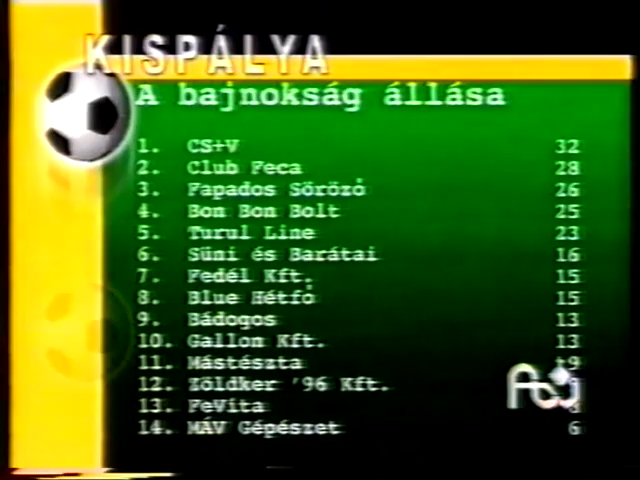 KISPÁLYA
A bajnokság állása
1. CS+V 32
2. Club Feca 28
3. Papados Söröző 26
4. Bon Bon Bolt 25
5. Turul Line 23
6. Süni és Barátai 16
7. Fedél Kft. 15
8. Blue Hétfő 15
9. Bádogos 13
10. Gallon Kft. 13
11. Mástészta
12. Zöldker '96 Kft.
13. FeVita
14. MÁV Gépészet 6